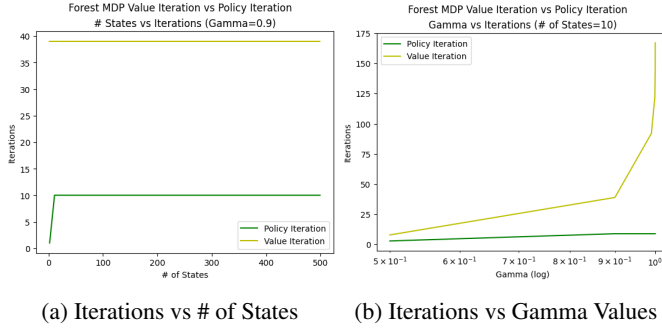 Forest MDP Value Iteration vs Policy Iteration
# States vs Iterations (Gamma=0.9)
40
35
30
25
20
15
10
5
0
Iterations
0 100 200 300 400 500
# of States
Policy Iteration
Value Iteration
(a) Iterations vs # of States
Forest MDP Value Iteration vs Policy Iteration
Gamma vs Iterations (# of States=10)
Policy Iteration
Value Iteration
175
150
125
100
75
50
25
0
Iterations
5 × 10⁻¹ 6 × 10⁻¹ 7 × 10⁻¹ 8 × 10⁻¹ 9 × 10⁻¹ 10⁰
Gamma (log)
(b) Iterations vs Gamma Values